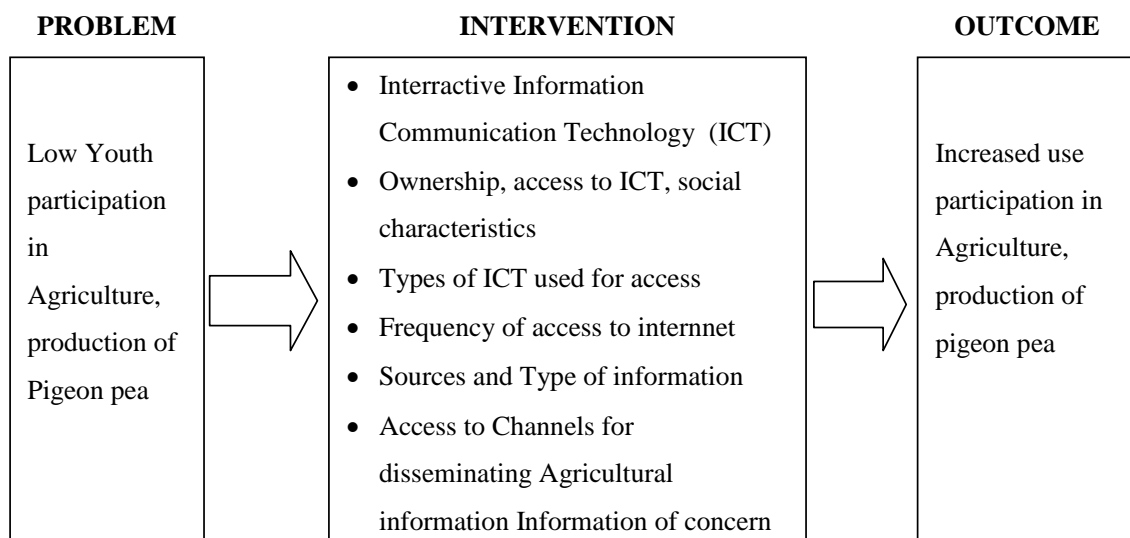 PROBLEM
INTERVENTION
OUTCOME
Low Youth
participation
in
Agriculture,
production of
Pigeon pea
• Interractive Information
Communication Technology (ICT)
• Ownership, access to ICT, social
characteristics
• Types of ICT used for access
• Frequency of access to internnet
• Sources and Type of information
• Access to Channels for
disseminating Agricultural
information Information of concern
Increased use
participation in
Agriculture,
production of
pigeon pea